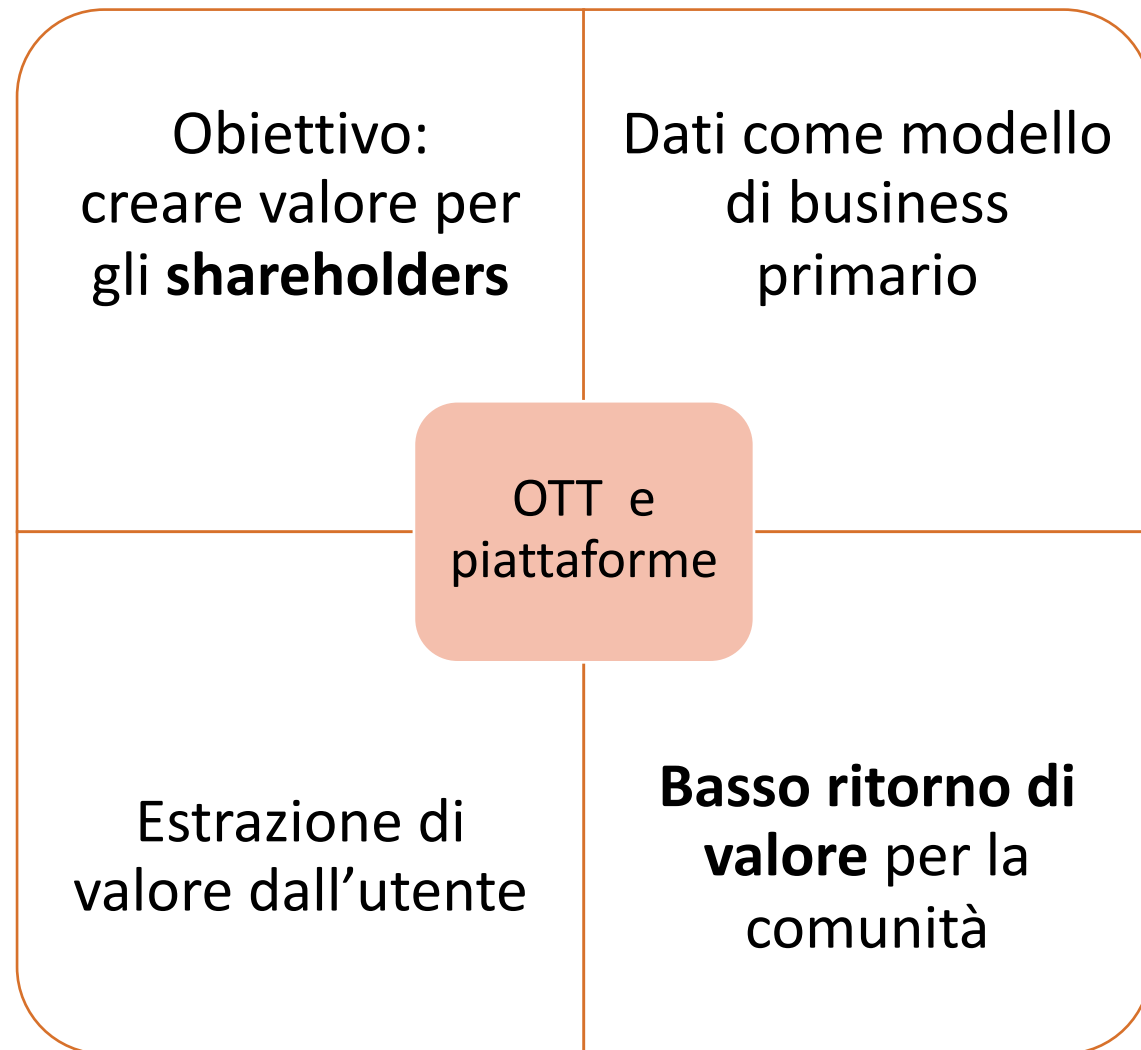 Obiettivo:
creare valore per
gli shareholders
Dati come modello
di business
primario
OTT e
piattaforme
Estrazione di
valore dall’utente
Basso ritorno di
valore per la
comunità